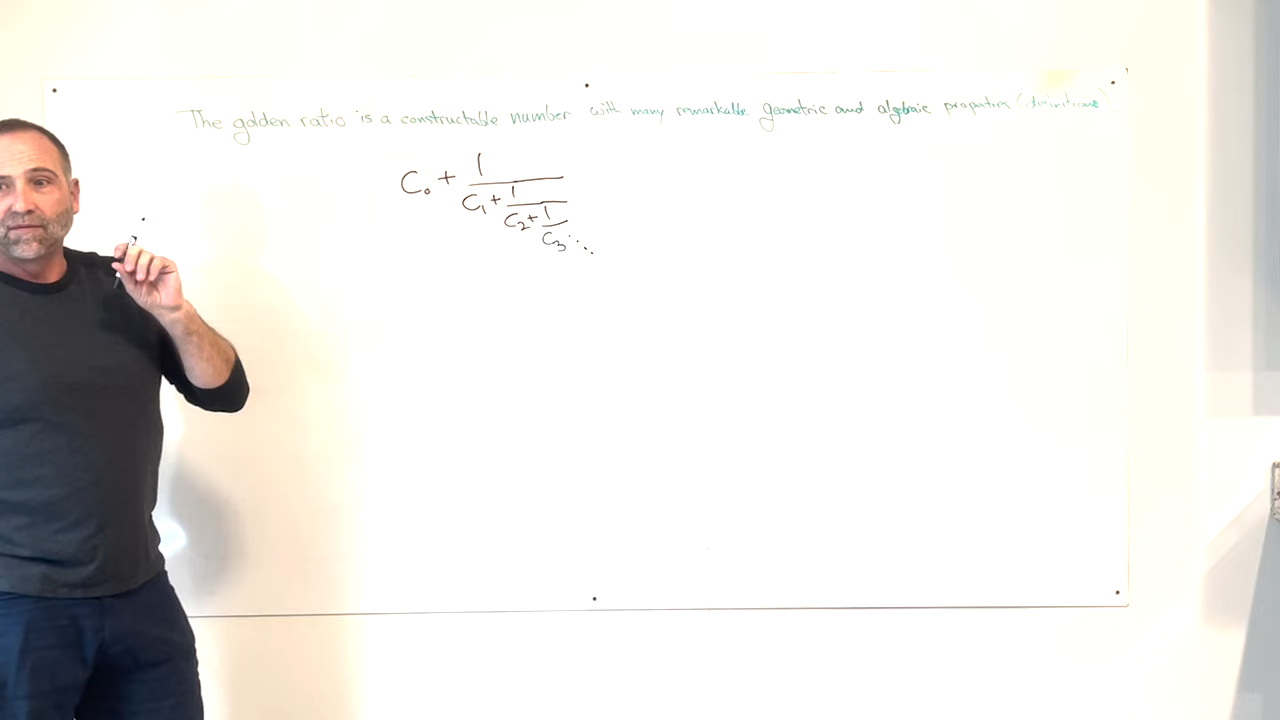 The golden ratio is a constructable number with many remarkable geometric and algebraic properties (definitions).
C₀ + 1
C₁ + 1
C₂ + 1
C₃ ⋱